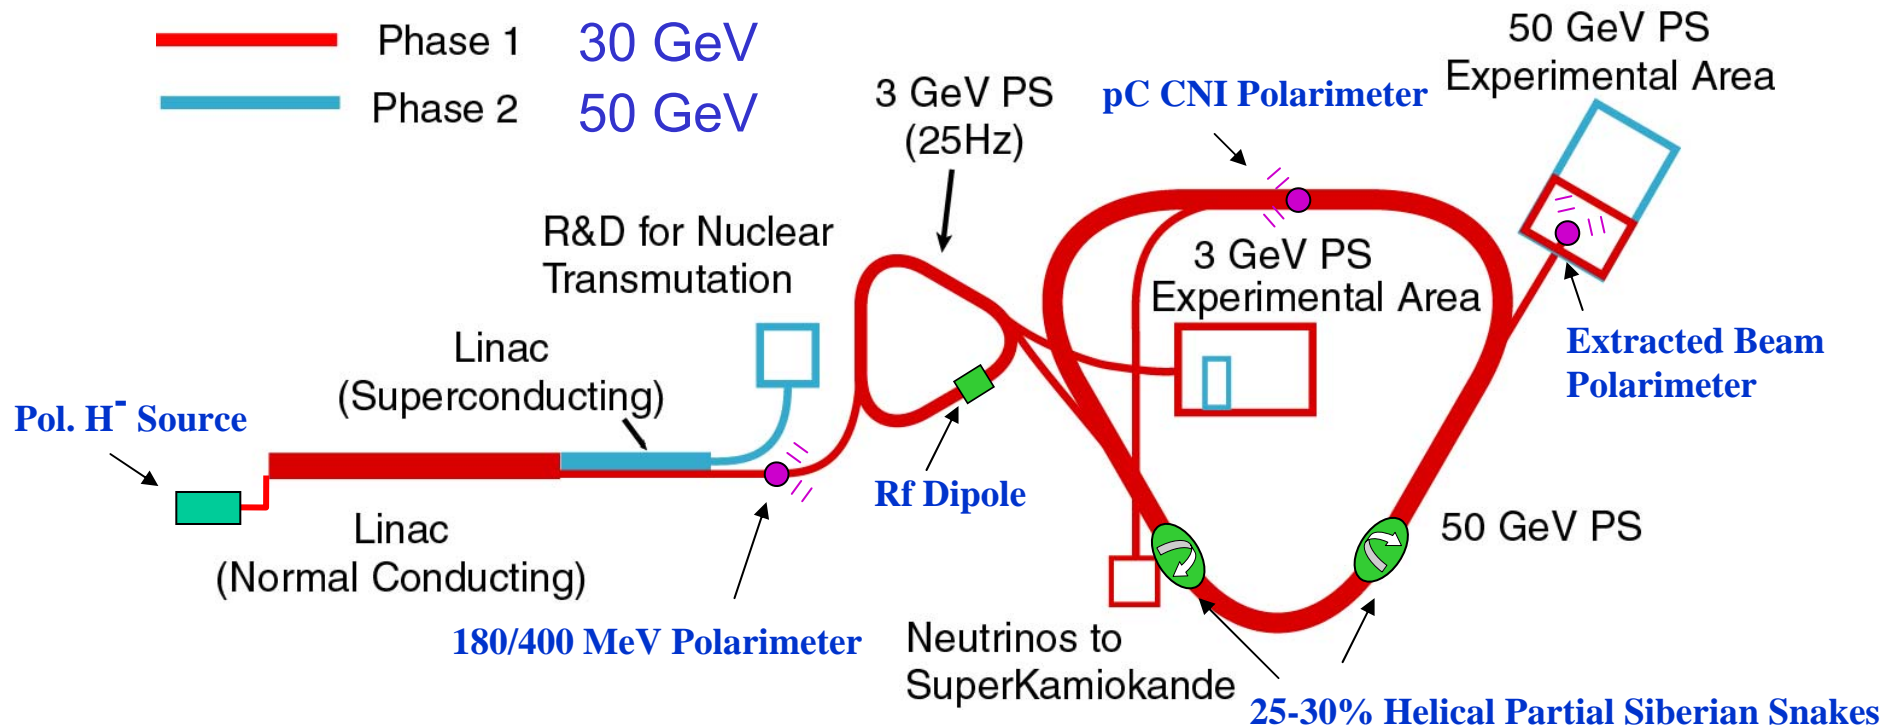 Phase 1 30 GeV
Phase 2 50 GeV
3 GeV PS
(25Hz)
pC CNI Polarimeter
50 GeV PS
Experimental Area
R&D for Nuclear
Transmutation
3 GeV PS
Experimental Area
Linac
(Superconducting)
Extracted Beam
Polarimeter
Pol. H⁻ Source
Rf Dipole
Linac
(Normal Conducting)
50 GeV PS
180/400 MeV Polarimeter
Neutrinos to
SuperKamiokande
25-30% Helical Partial Siberian Snakes